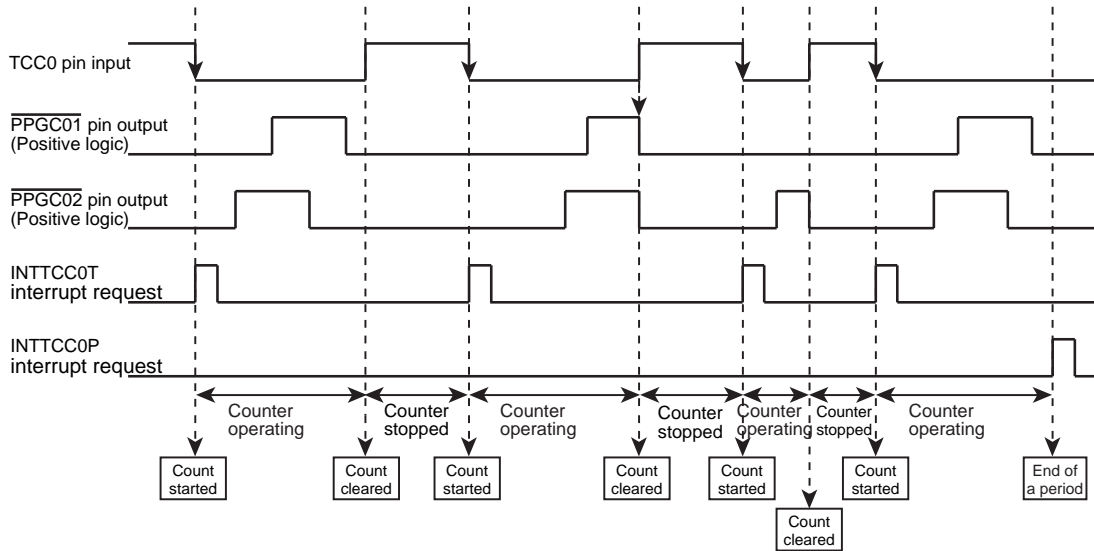 TCC0 pin input
PPGC01 pin output
(Positive logic)
PPGC02 pin output
(Positive logic)
INTTCC0T
interrupt request
INTTCC0P
interrupt request
Counter
operating
Counter
stopped
Counter
operating
Counter
stopped
Counter
operating
Counter
stopped
Counter
operating
Count
started
Count
cleared
Count
started
Count
cleared
Count
started
Count
started
End of
a period
Count
cleared